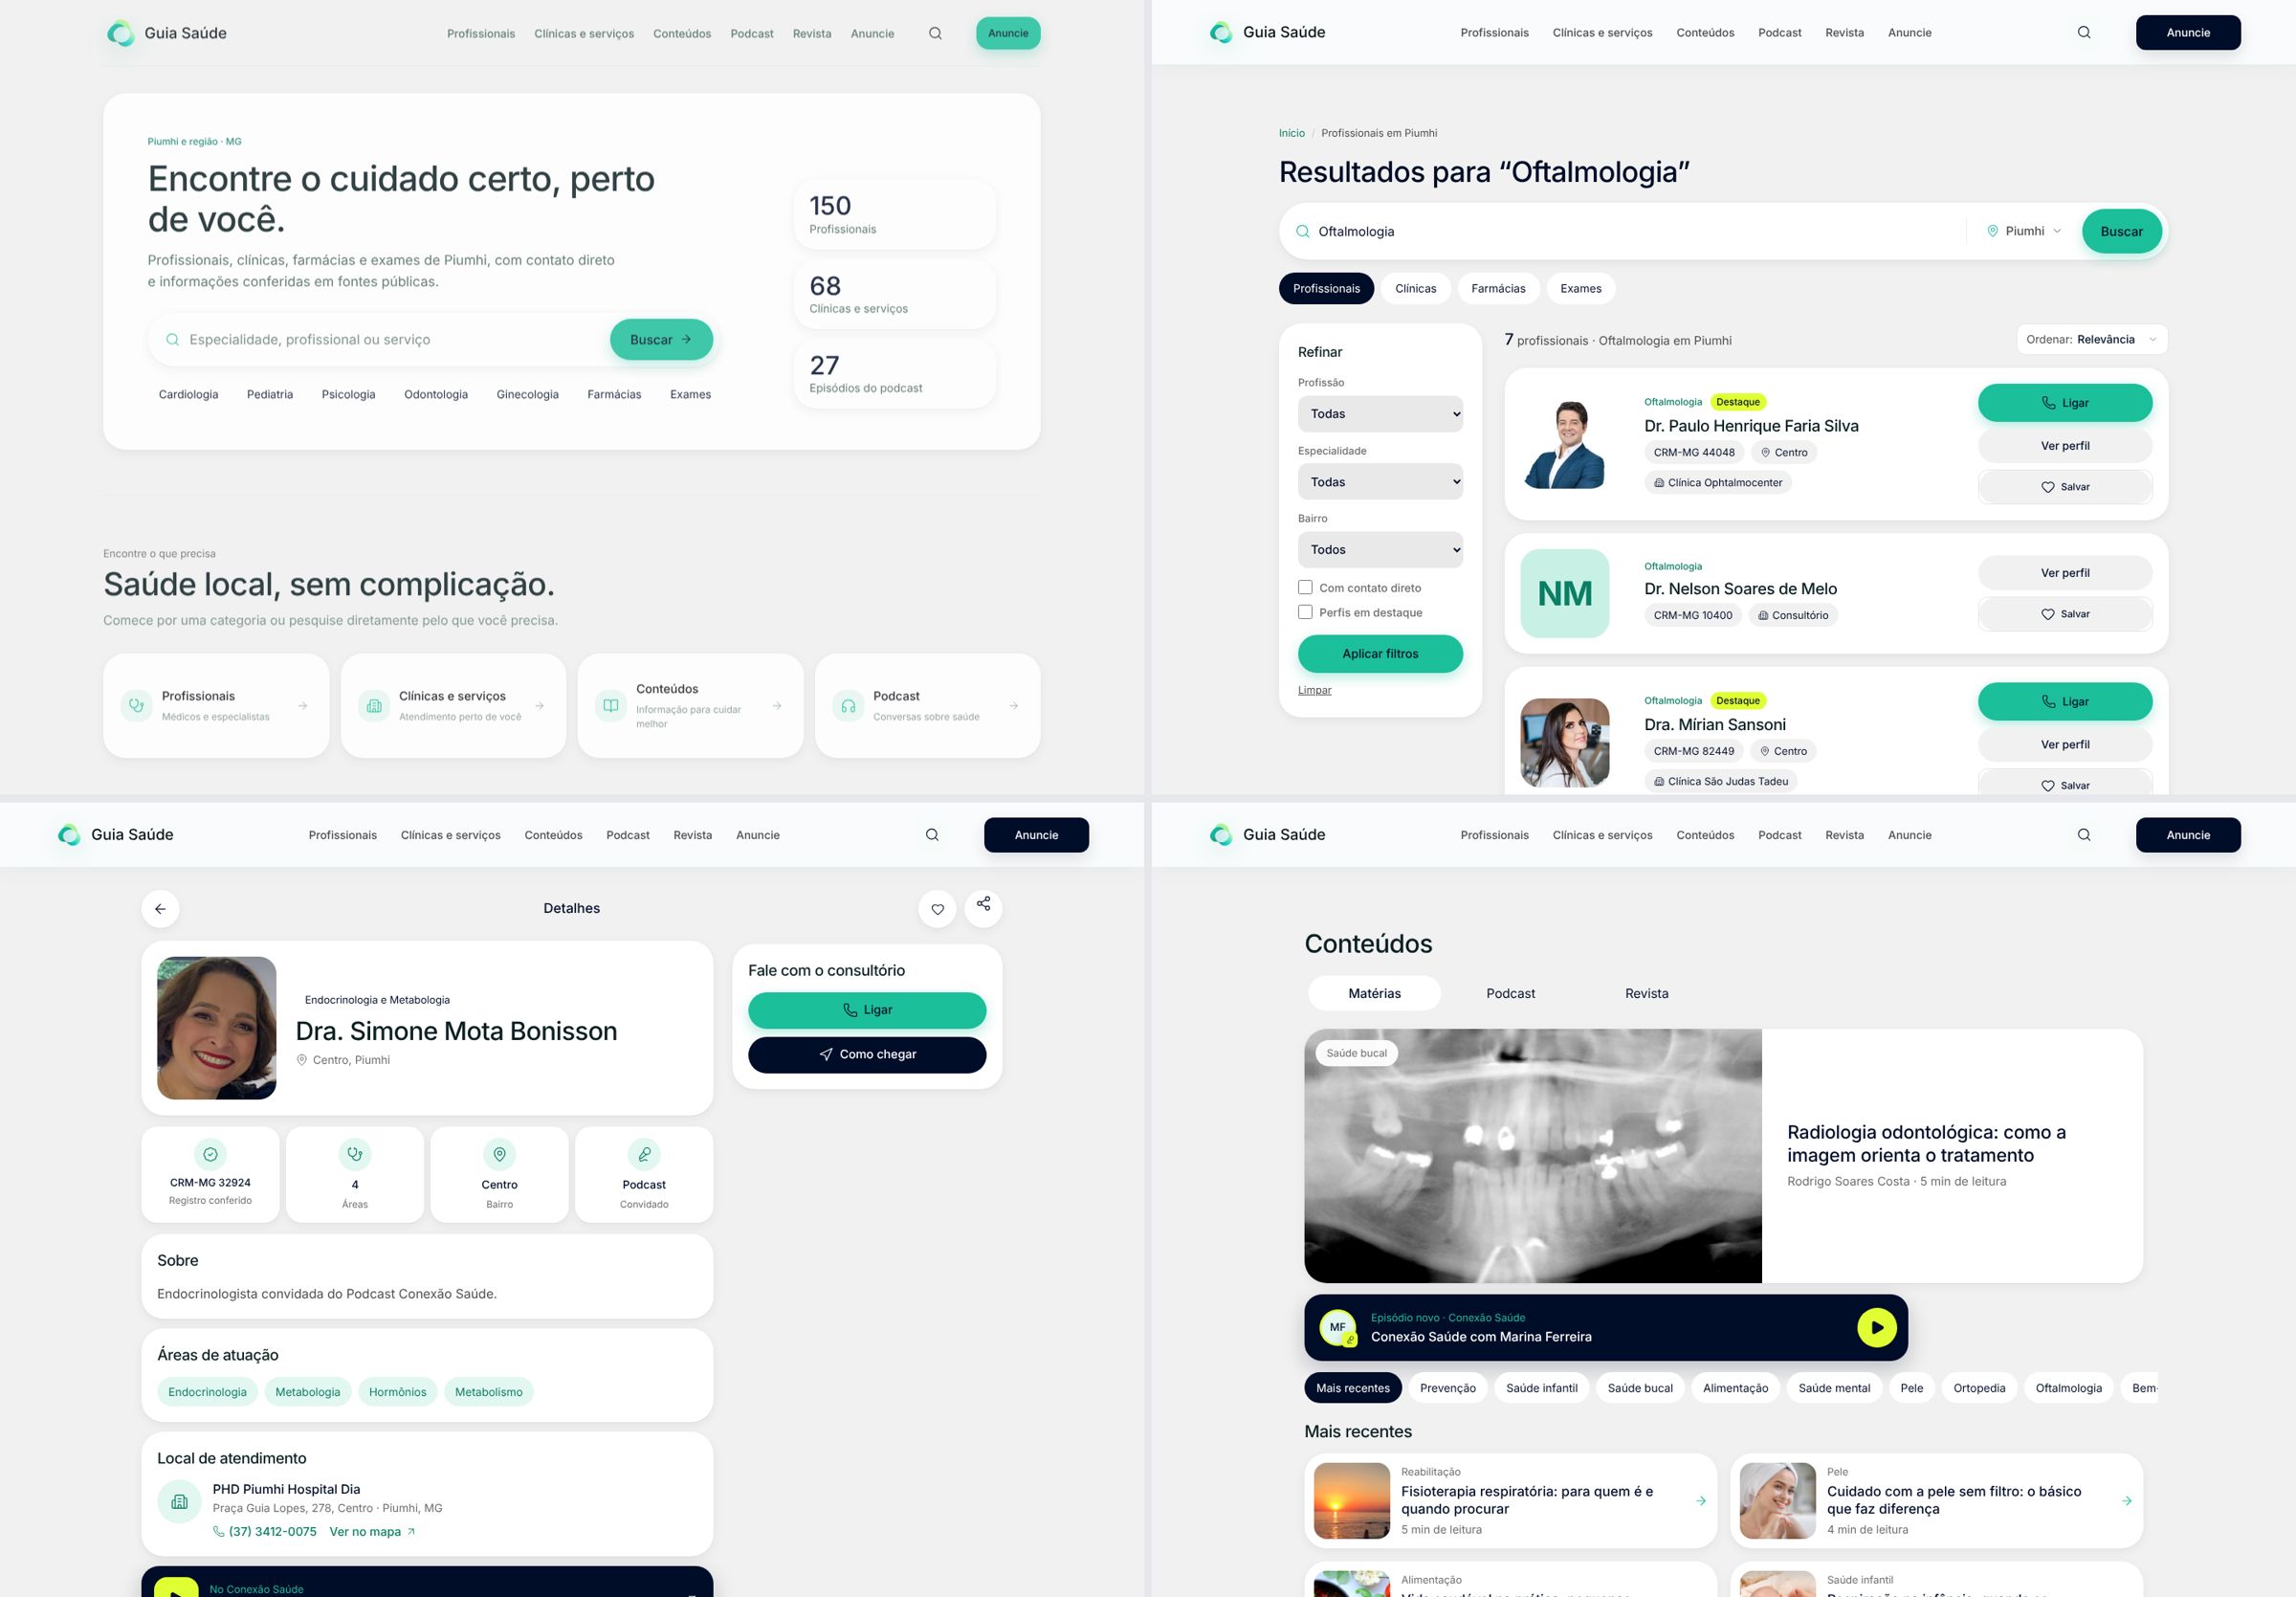 Guia Saúde
Profissionais
Clínicas e serviços
Conteúdos
Podcast
Revista
Anuncie
Anuncie
Piumhi e região · MG
Encontre o cuidado certo, perto
de você.
Profissionais, clínicas, farmácias e exames de Piumhi, com contato direto
e informações conferidas em fontes públicas.
Especialidade, profissional ou serviço
Buscar
Cardiologia
Pediatria
Psicologia
Odontologia
Ginecologia
Farmácias
Exames
150
Profissionais
68
Clínicas e serviços
27
Episódios do podcast
Encontre o que precisa
Saúde local, sem complicação.
Comece por uma categoria ou pesquise diretamente pelo que você precisa.
Profissionais
Médicos e especialistas
Clínicas e serviços
Atendimento perto de você
Conteúdos
Informação para cuidar
melhor
Podcast
Conversas sobre saúde
Guia Saúde
Profissionais
Clínicas e serviços
Conteúdos
Podcast
Revista
Anuncie
Anuncie
Início / Profissionais em Piumhi
Resultados para “Oftalmologia”
Oftalmologia
Piumhi
Buscar
Profissionais
Clínicas
Farmácias
Exames
Refinar
Profissão
Todas
Especialidade
Todas
Bairro
Todos
Com contato direto
Perfis em destaque
Aplicar filtros
Limpar
7 profissionais · Oftalmologia em Piumhi
Ordenar: Relevância
Oftalmologia
Destaque
Dr. Paulo Henrique Faria Silva
CRM-MG 44048
Centro
Clínica Ophtalmocenter
Ligar
Ver perfil
Salvar
NM
Oftalmologia
Dr. Nelson Soares de Melo
CRM-MG 10400
Consultório
Ver perfil
Salvar
Oftalmologia
Destaque
Dra. Mírian Sansoni
CRM-MG 82449
Centro
Clínica São Judas Tadeu
Ligar
Ver perfil
Salvar
Guia Saúde
Profissionais
Clínicas e serviços
Conteúdos
Podcast
Revista
Anuncie
Anuncie
Detalhes
Endocrinologia e Metabologia
Dra. Simone Mota Bonisson
Centro, Piumhi
Fale com o consultório
Ligar
Como chegar
CRM-MG 32924
Registro conferido
4
Áreas
Centro
Bairro
Podcast
Convidado
Sobre
Endocrinologista convidada do Podcast Conexão Saúde.
Áreas de atuação
Endocrinologia
Metabologia
Hormônios
Metabolismo
Local de atendimento
PHD Piumhi Hospital Dia
Praça Guia Lopes, 278, Centro · Piumhi, MG
(37) 3412-0075
Ver no mapa
No Conexão Saúde
Guia Saúde
Profissionais
Clínicas e serviços
Conteúdos
Podcast
Revista
Anuncie
Anuncie
Conteúdos
Matérias
Podcast
Revista
Saúde bucal
Radiologia odontológica: como a
imagem orienta o tratamento
Rodrigo Soares Costa · 5 min de leitura
MF
Episódio novo · Conexão Saúde
Conexão Saúde com Marina Ferreira
Mais recentes
Prevenção
Saúde infantil
Saúde bucal
Alimentação
Saúde mental
Pele
Ortopedia
Oftalmologia
Bem-
Mais recentes
Reabilitação
Fisioterapia respiratória: para quem é e
quando procurar
5 min de leitura
Pele
Cuidado com a pele sem filtro: o básico
que faz diferença
4 min de leitura
Alimentação
Saúde infantil